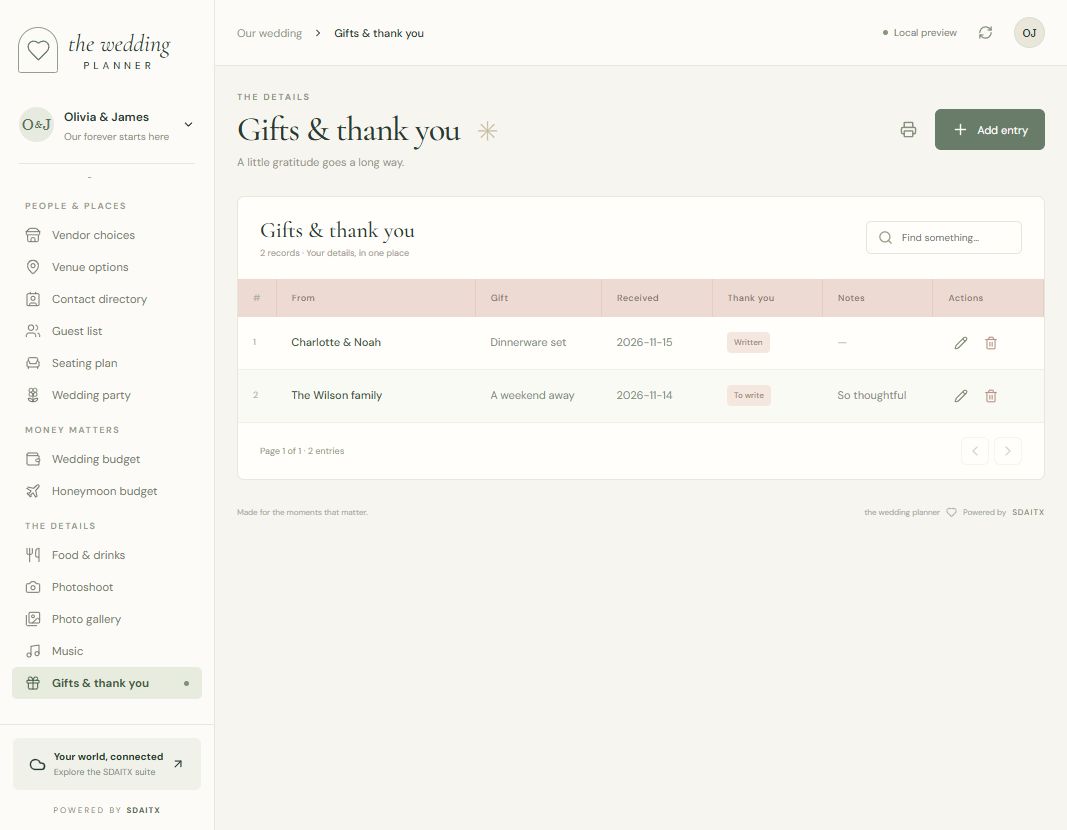 the wedding
PLANNER
O&J
Olivia & James
Our forever starts here
PEOPLE & PLACES
Vendor choices
Venue options
Contact directory
Guest list
Seating plan
Wedding party
MONEY MATTERS
Wedding budget
Honeymoon budget
THE DETAILS
Food & drinks
Photoshoot
Photo gallery
Music
Gifts & thank you
Your world, connected
Explore the SDAITX suite
POWERED BY SDAITX
Our wedding > Gifts & thank you
Local preview
OJ
THE DETAILS
Gifts & thank you
A little gratitude goes a long way.
Add entry
Gifts & thank you
2 records · Your details, in one place
Find something...
# From Gift Received Thank you Notes Actions
1 Charlotte & Noah Dinnerware set 2026-11-15 Written —
2 The Wilson family A weekend away 2026-11-14 To write So thoughtful
Page 1 of 1 · 2 entries
Made for the moments that matter.
the wedding planner Powered by SDAITX